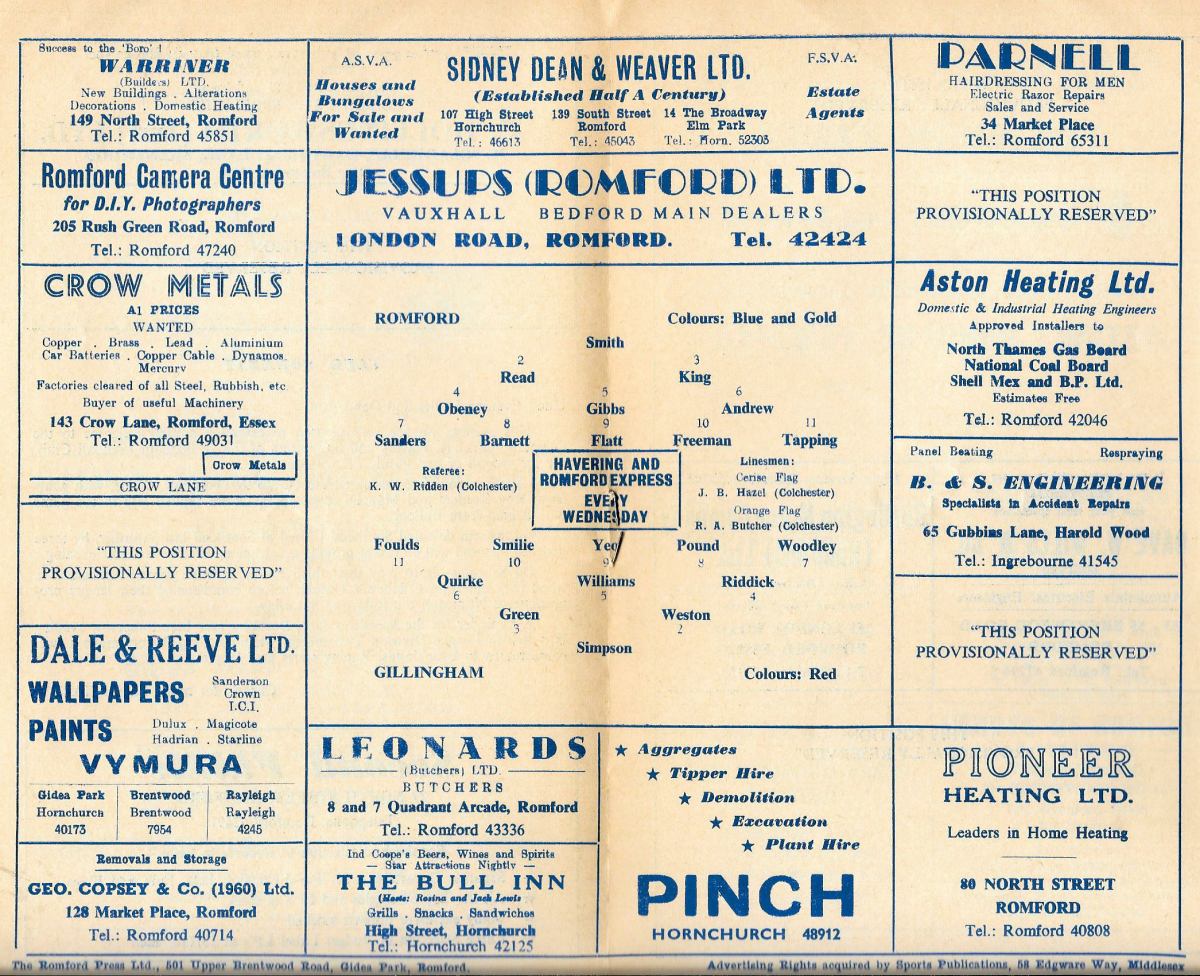 Success to the 'Boro' ! . . .
WARRINER
(Builders) LTD.
New Buildings . Alterations
Decorations . Domestic Heating
149 North Street, Romford
Tel.: Romford 45851
A.S.V.A.
Houses and
Bungalows
For Sale and
Wanted
SIDNEY DEAN & WEAVER LTD.
(Established Half A Century)
107 High Street 139 South Street 14 The Broadway
Hornchurch Romford Elm Park
Tel.: 46613 Tel.: 45043 Tel.: Horn. 52303
F.S.V.A.
Estate
Agents
PARNELL
HAIRDRESSING FOR MEN
Electric Razor Repairs
Sales and Service
34 Market Place
Tel.: Romford 65311
Romford Camera Centre
for D.I.Y. Photographers
205 Rush Green Road, Romford
Tel.: Romford 47240
JESSUPS (ROMFORD) LTD.
VAUXHALL BEDFORD MAIN DEALERS
LONDON ROAD, ROMFORD. Tel. 42424
"THIS POSITION
PROVISIONALLY RESERVED"
CROW METALS
A1 PRICES
WANTED
Copper . Brass . Lead . Aluminium
Car Batteries . Copper Cable . Dynamos.
Mercury
Factories cleared of all Steel, Rubbish, etc
Buyer of useful Machinery
143 Crow Lane, Romford, Essex
Tel.: Romford 49031
Crow Metals
CROW LANE
"THIS POSITION
PROVISIONALLY RESERVED"
ROMFORD Colours: Blue and Gold
Smith
2 3
Read King
4 5 6
Obeney Gibbs Andrew
7 8 9 10 11
Sanders Barnett Flatt Freeman Tapping
Referee:
K. W. Ridden (Colchester)
HAVERING AND
ROMFORD EXPRESS
EVERY
WEDNESDAY
Linesmen:
Cerise Flag
J. B. Hazel (Colchester)
Orange Flag
R. A. Butcher (Colchester)
Foulds Smilie Yeo Pound Woodley
11 10 9 8 7
Quirke Williams Riddick
6 5 4
Green Weston
3 2
Simpson
GILLINGHAM Colours: Red
Aston Heating Ltd.
Domestic & Industrial Heating Engineers
Approved Installers to
North Thames Gas Board
National Coal Board
Shell Mex and B.P. Ltd.
Estimates Free
Tel.: Romford 42046
Panel Beating Respraying
B. & S. ENGINEERING
Specialists in Accident Repairs
65 Gubbins Lane, Harold Wood
Tel.: Ingrebourne 41545
"THIS POSITION
PROVISIONALLY RESERVED"
DALE & REEVE LTD.
WALLPAPERS
Sanderson
Crown
I.C.I.
PAINTS
Dulux . Magicote
Hadrian . Starline
VYMURA
Gidea Park Brentwood Rayleigh
Hornchurch Brentwood Rayleigh
40173 7954 4245
Removals and Storage
GEO. COPSEY & Co. (1960) Ltd.
128 Market Place, Romford
Tel.: Romford 40714
LEONARDS
(Butchers) LTD.
BUTCHERS
8 and 7 Quadrant Arcade, Romford
Tel.: Romford 43336
Ind Coope's Beers, Wines and Spirits
— Star Attractions Nightly —
THE BULL INN
(Hosts: Rosina and Jack Lewis
Grills . Snacks . Sandwiches
High Street, Hornchurch
Tel.: Hornchurch 42125
★ Aggregates
★ Tipper Hire
★ Demolition
★ Excavation
★ Plant Hire
PINCH
HORNCHURCH 48912
PIONEER
HEATING LTD.
Leaders in Home Heating
80 NORTH STREET
ROMFORD
Tel.: Romford 40808
The Romford Press Ltd., 501 Upper Brentwood Road, Gidea Park, Romford.
Advertising Rights acquired by Sports Publications, 58 Edgware Way, Middlesex